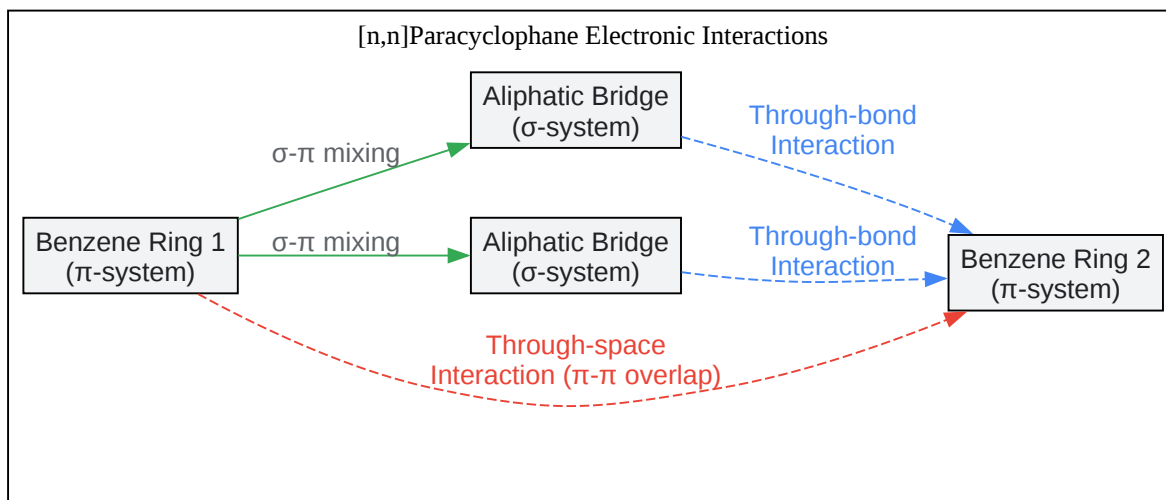 [n,n]Paracyclophane Electronic Interactions
Aliphatic Bridge
(σ-system)
Through-bond
Interaction
σ-π mixing
Benzene Ring 1
(π-system)
σ-π mixing
Aliphatic Bridge
(σ-system)
Through-bond
Interaction
Benzene Ring 2
(π-system)
Through-space
Interaction (π-π overlap)